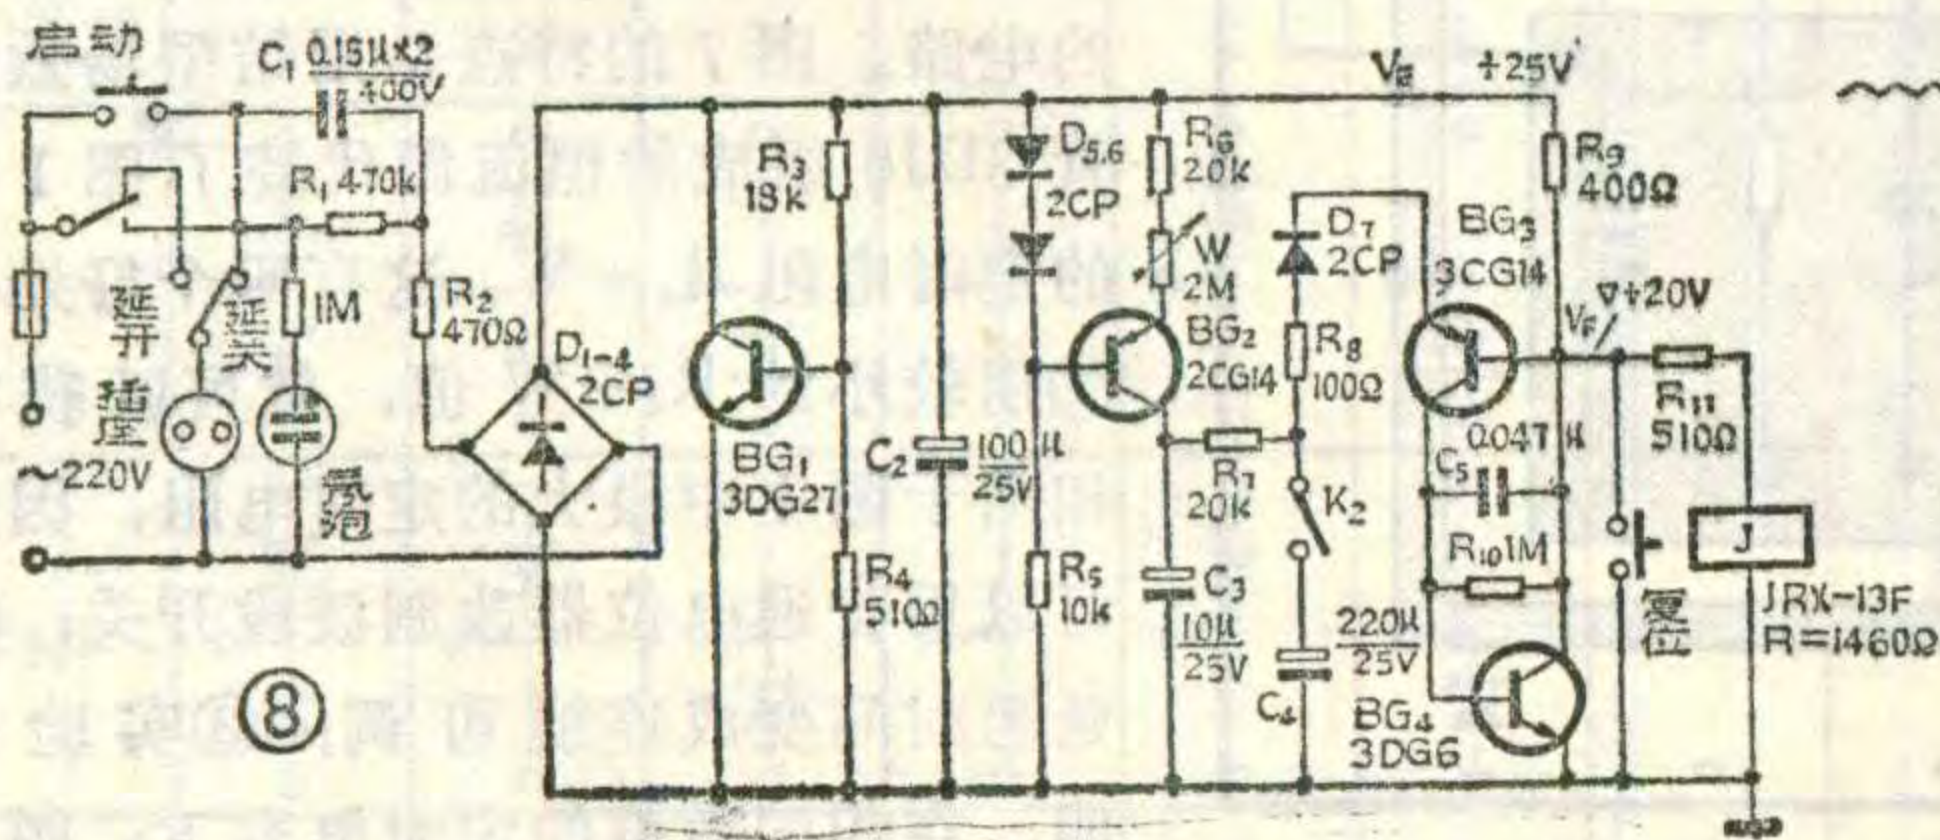 启动
C₁ 0.15μ×2
400V
R₁ 470k
R₂
470Ω
延开
延关
1M
插座
氖泡
~220V
D₁₋₄
2CP
BG₁
3DG27
R₃
18k
R₄
510Ω
C₂
100μ
25V
D₅.₆
2CP
R₅
10k
R₆
20k
W
2M
BG₂
2CG14
R₇
20k
C₃
10μ
25V
D₇
2CP
R₈
100Ω
K₂
C₄
220μ
25V
V_E +25V
BG₃
3CG14
R₉
400Ω
V_F ▽+20V
0.047μ
C₅
R₁₀ 1M
BG₄
3DG6
R₁₁
510Ω
复位
J
JRX-13F
R=1460Ω
⑧